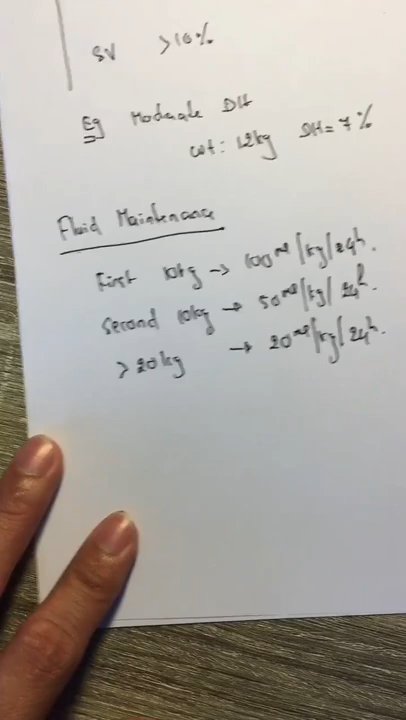 SV >10%
Eg Moderate DH
wt: 12kg DH = 7%
Fluid Maintenance
First 10kg → 100ml/kg/24h.
Second 10kg → 50ml/kg/24h.
>20kg → 20ml/kg/24h.